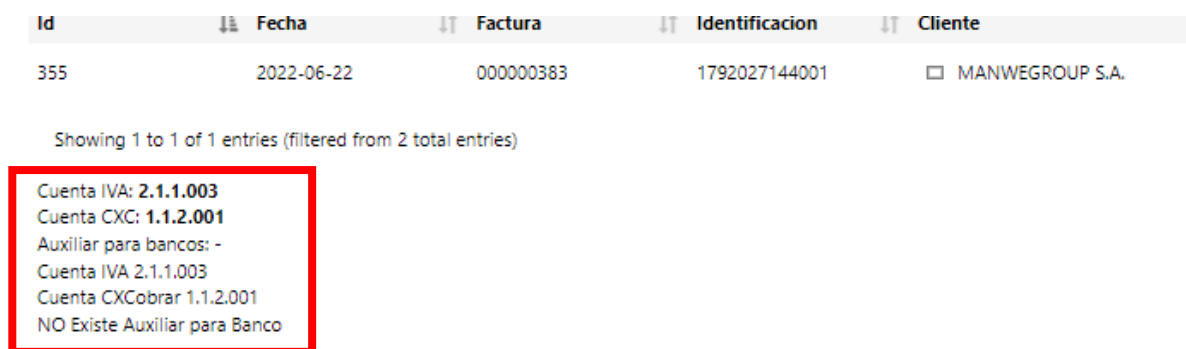 Id Fecha Factura Identificacion Cliente
355 2022-06-22 000000383 1792027144001 MANWEGROUP S.A.
Showing 1 to 1 of 1 entries (filtered from 2 total entries)
Cuenta IVA: 2.1.1.003
Cuenta CXC: 1.1.2.001
Auxiliar para bancos: -
Cuenta IVA 2.1.1.003
Cuenta CXCobrar 1.1.2.001
NO Existe Auxiliar para Banco